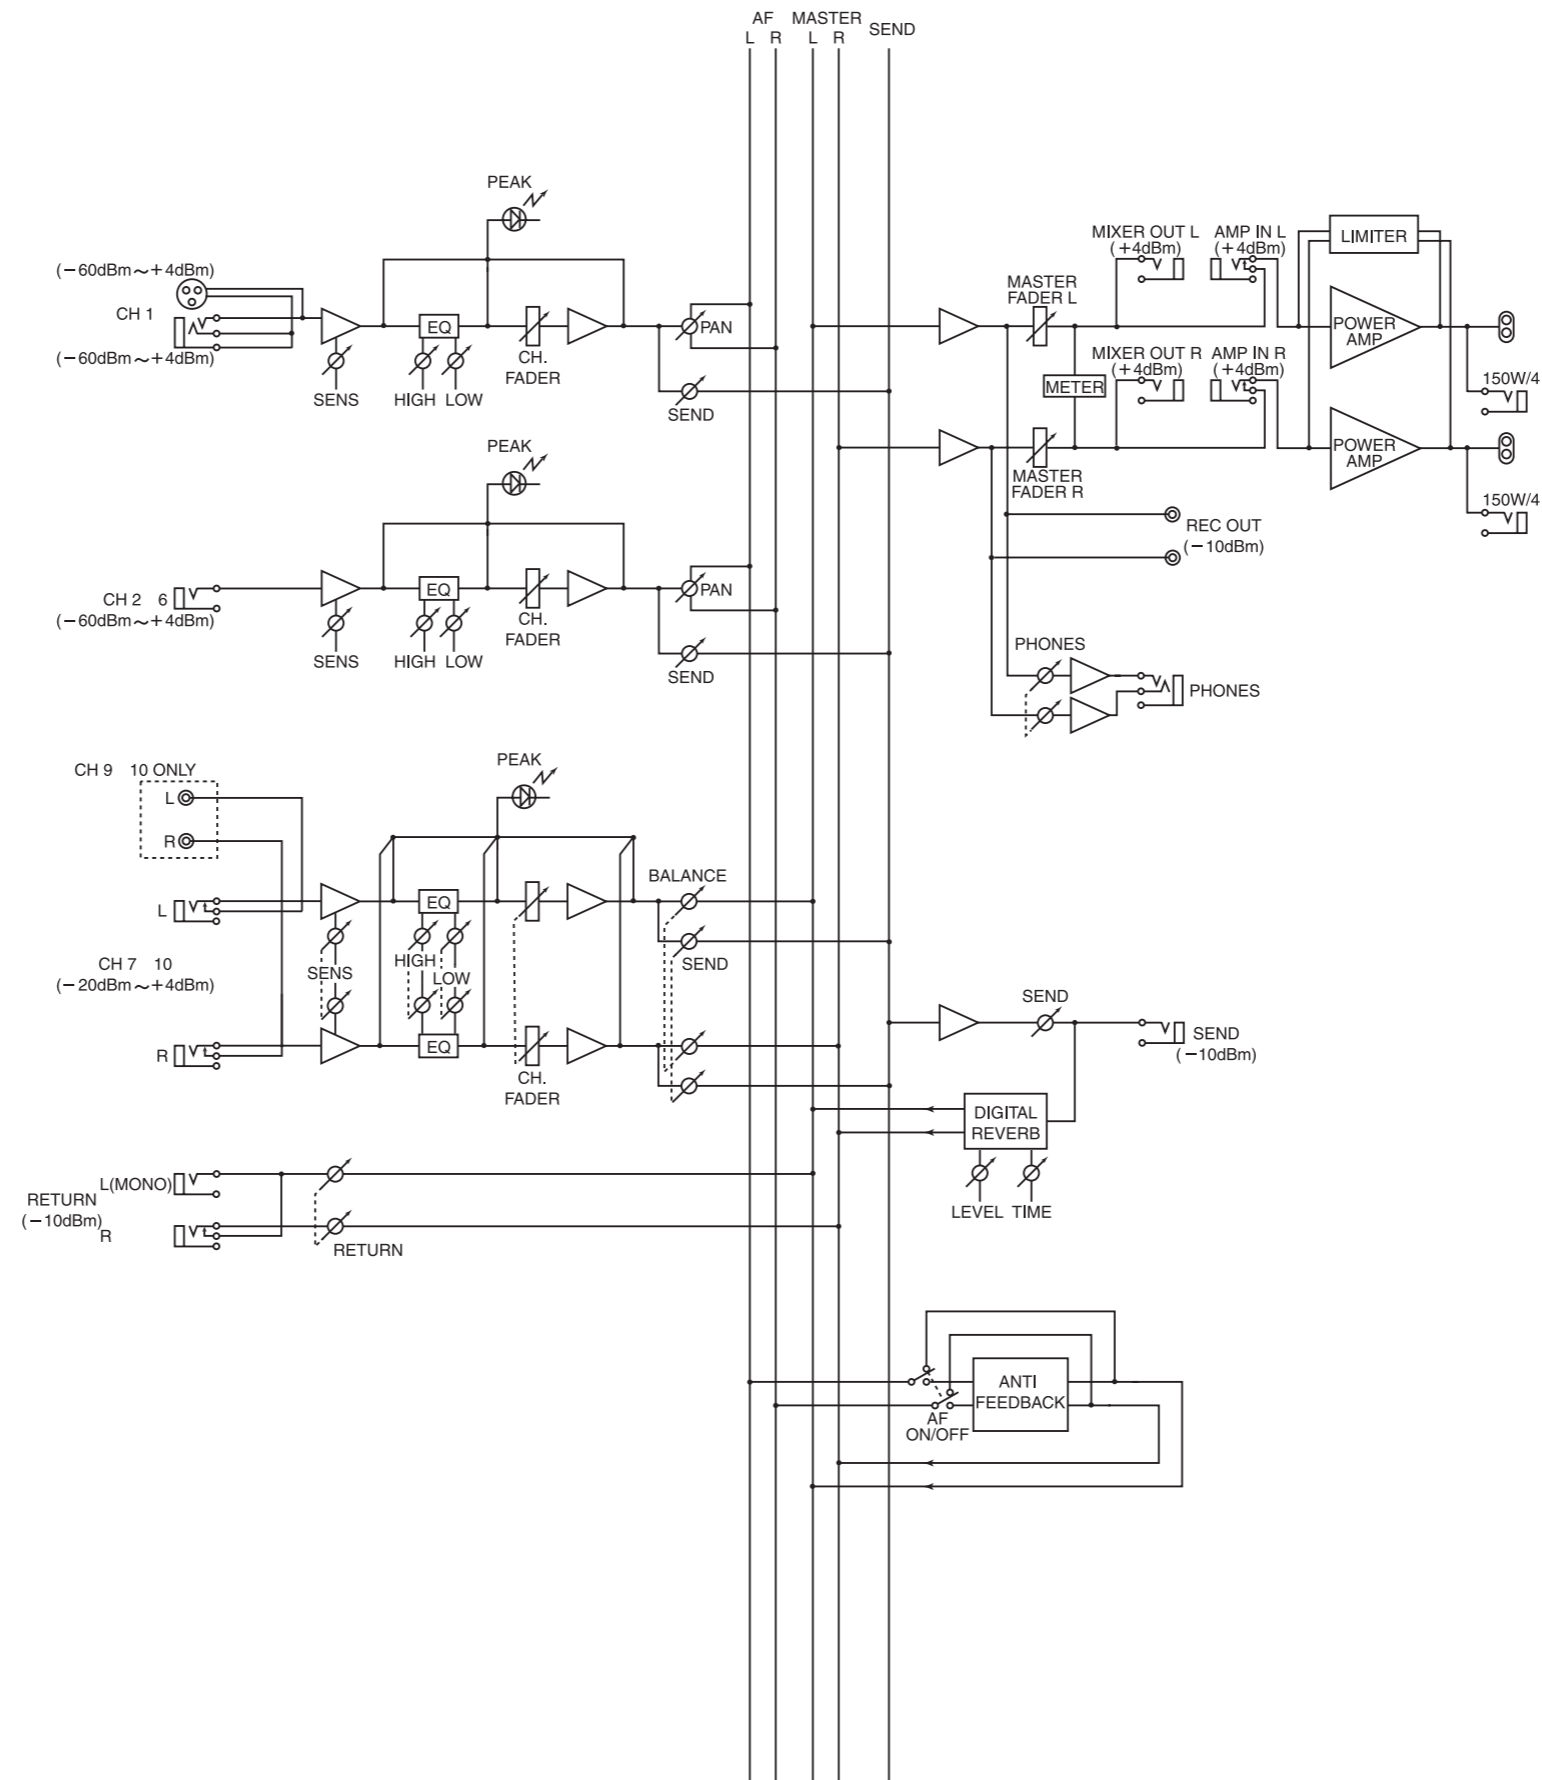 AF MASTER SEND
L R L R
PEAK
(−60dBm～+4dBm)
CH 1
(−60dBm～+4dBm)
EQ
SENS
HIGH LOW
CH.
FADER
PAN
SEND
PEAK
CH 2 6
(−60dBm～+4dBm)
EQ
SENS
HIGH LOW
CH.
FADER
PAN
SEND
CH 9 10 ONLY
L
R
PEAK
L
CH 7 10
(−20dBm～+4dBm)
R
EQ
SENS
HIGH
LOW
EQ
CH.
FADER
BALANCE
SEND
RETURN
(−10dBm)
L(MONO)
R
RETURN
MASTER
FADER L
MIXER OUT L
(+4dBm)
AMP IN L
(+4dBm)
LIMITER
POWER
AMP
150W/4
METER
MIXER OUT R
(+4dBm)
AMP IN R
(+4dBm)
MASTER
FADER R
POWER
AMP
150W/4
REC OUT
(−10dBm)
PHONES
PHONES
SEND
SEND
(−10dBm)
DIGITAL
REVERB
LEVEL TIME
ANTI
FEEDBACK
AF
ON/OFF